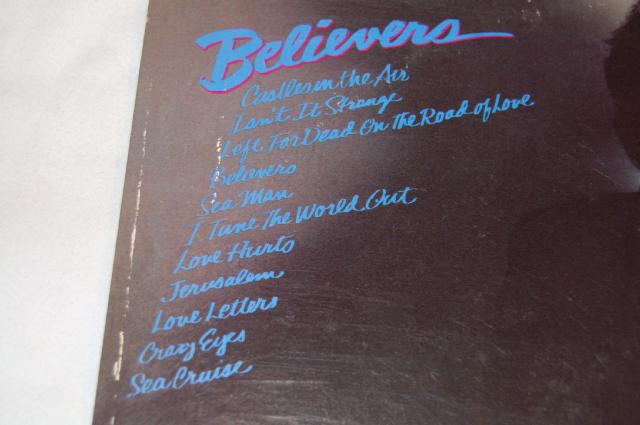 Believers
Castles in the Air
Isn't It Strange
Left For Dead On The Road of Love
Believers
Sea Man
I Tune The World Out
Love Hurts
Jerusalem
Love Letters
Crazy Eyes
Sea Cruise